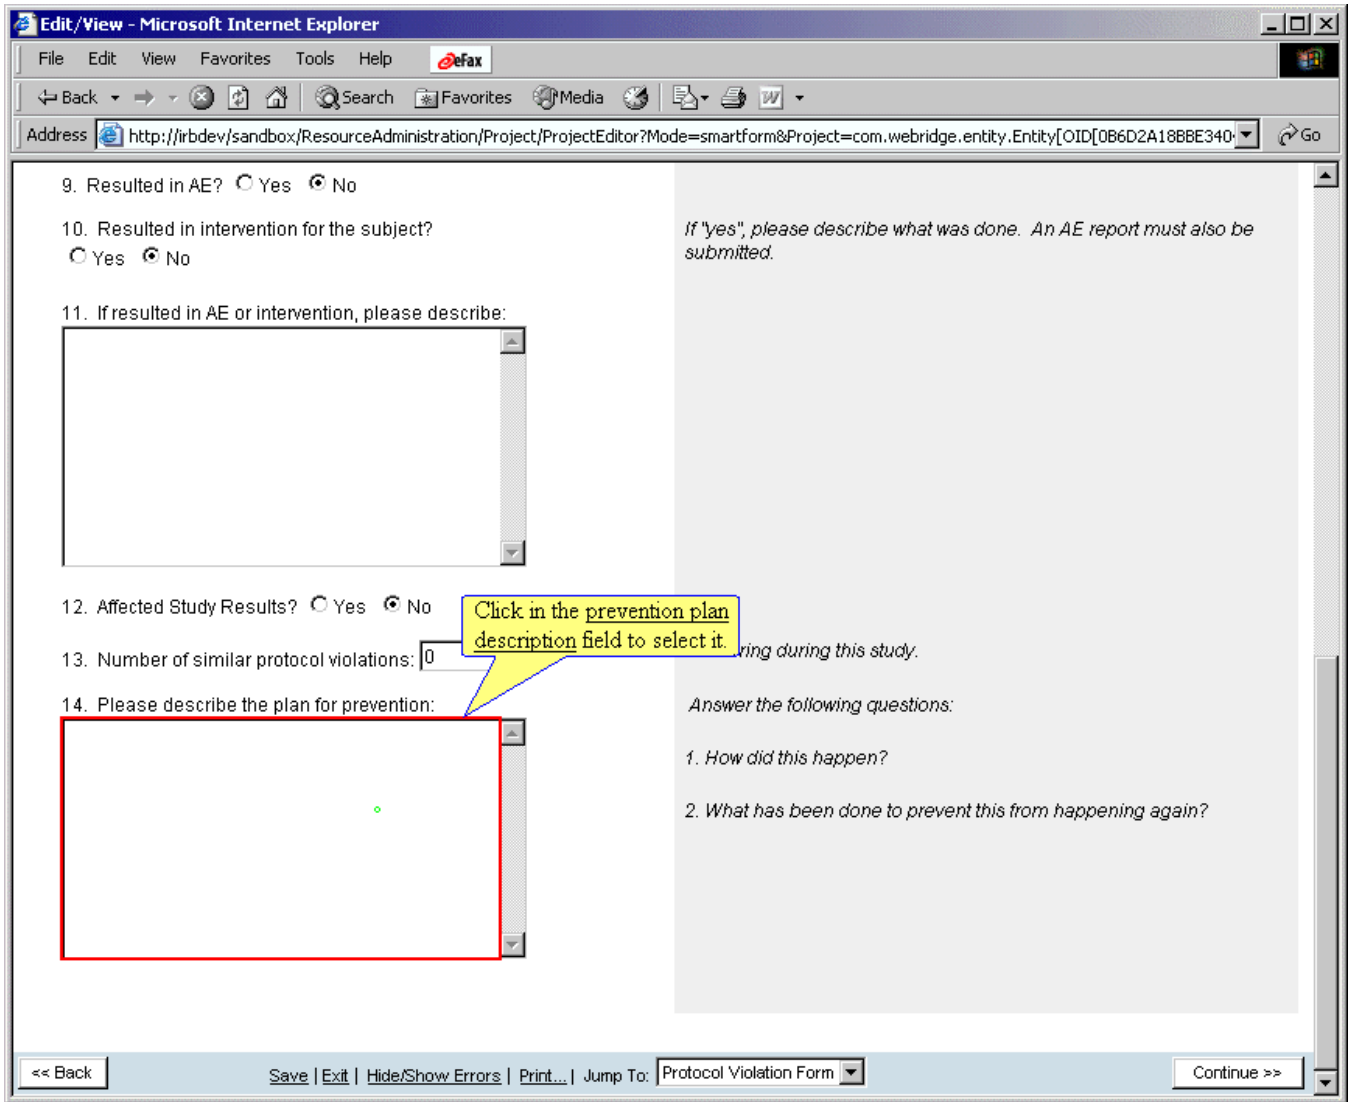 Edit/View - Microsoft Internet Explorer
File Edit View Favorites Tools Help eFax
Back Search Favorites Media
Address http://irbdev/sandbox/ResourceAdministration/Project/ProjectEditor?Mode=smartform&Project=com.webridge.entity.Entity[OID[0B6D2A18BBE340 Go
9. Resulted in AE? Yes No
10. Resulted in intervention for the subject?
Yes No
If "yes", please describe what was done. An AE report must also be
submitted.
11. If resulted in AE or intervention, please describe:
12. Affected Study Results? Yes No
Click in the prevention plan
description field to select it.
13. Number of similar protocol violations: 0
ring during this study.
14. Please describe the plan for prevention:
Answer the following questions:
1. How did this happen?
2. What has been done to prevent this from happening again?
<< Back Save | Exit | Hide/Show Errors | Print... | Jump To: Protocol Violation Form Continue >>